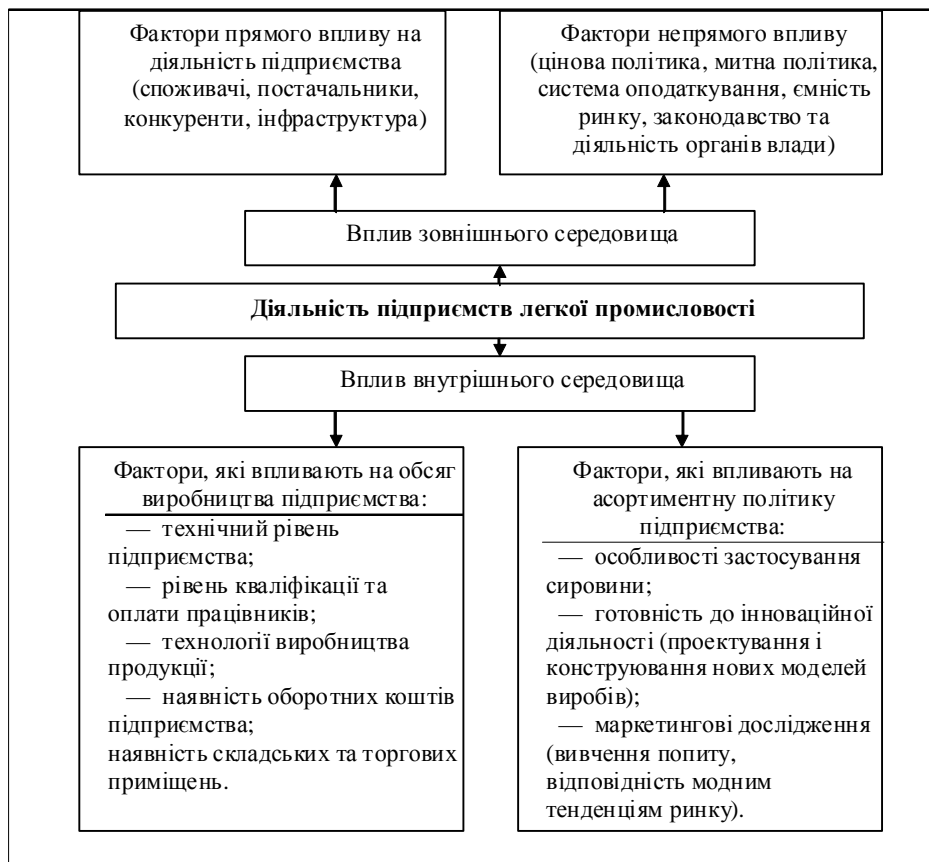 Фактори прямого впливу на
діяльність підприємства
(споживачі, постачальники,
конкуренти, інфраструктура)
Фактори непрямого впливу
(цінова політика, митна політика,
система оподаткування, ємність
ринку, законодавство та
діяльність органів влади)
Вплив зовнішнього середовища
Діяльність підприємств легкої промисловості
Вплив внутрішнього середовища
Фактори, які впливають на обсяг
виробництва підприємства:
— технічний рівень
підприємства;
— рівень кваліфікації та
оплати працівників;
— технології виробництва
продукції;
— наявність оборотних коштів
підприємства;
наявність складських та торгових
приміщень.
Фактори, які впливають на
асортиментну політику
підприємства:
— особливості застосування
сировини;
— готовність до інноваційної
діяльності (проектування і
конструювання нових моделей
виробів);
— маркетингові дослідження
(вивчення попиту,
відповідність модним
тенденціям ринку).